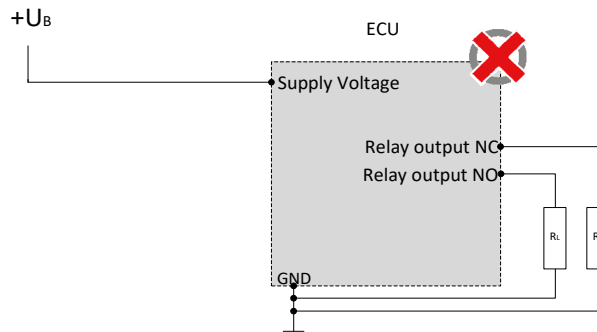 +UB
ECU
Supply Voltage
Relay output NC
Relay output NO
RL
R
GND